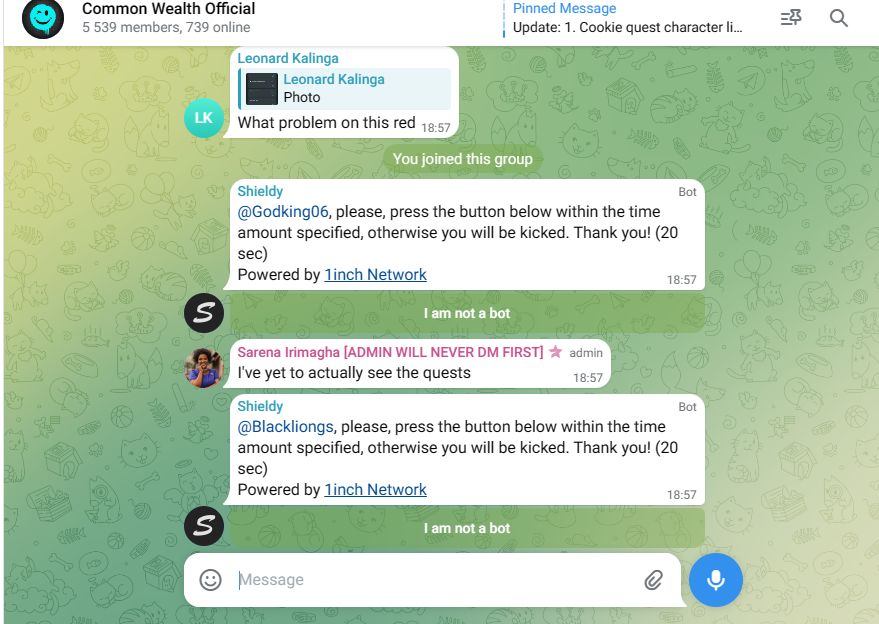 Common Wealth Official
5 539 members, 739 online
Pinned Message
Update: 1. Cookie quest character li...
Leonard Kalinga
Leonard Kalinga
Photo
LK
What problem on this red 18:57
You joined this group
Shieldy Bot
@Godking06, please, press the button below within the time
amount specified, otherwise you will be kicked. Thank you! (20
sec)
Powered by 1inch Network 18:57
S
I am not a bot
Sarena Irimagha [ADMIN WILL NEVER DM FIRST] admin
I've yet to actually see the quests 18:57
Shieldy Bot
@Blackliongs, please, press the button below within the time
amount specified, otherwise you will be kicked. Thank you! (20
sec)
Powered by 1inch Network 18:57
S
I am not a bot
Message